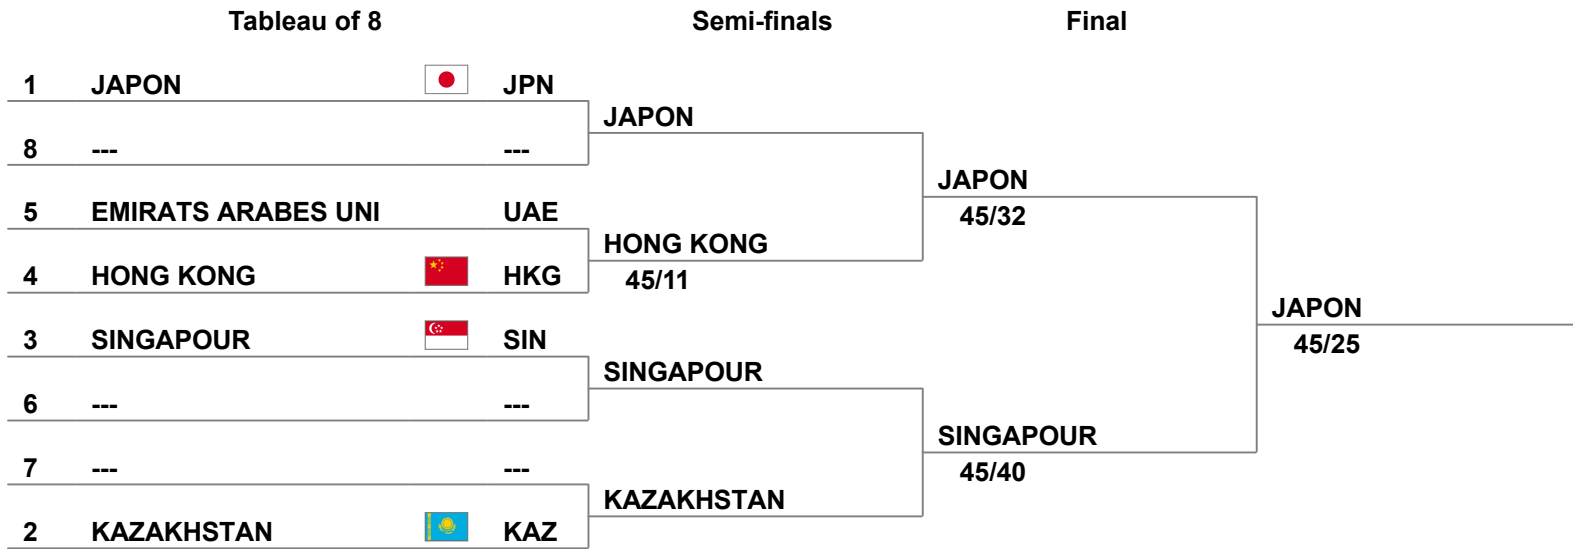 Tableau of 8 Semi-finals Final
1 JAPON JPN
JAPON
8 --- ---
JAPON
45/32
5 EMIRATS ARABES UNI UAE
HONG KONG
45/11
4 HONG KONG HKG
JAPON
45/25
3 SINGAPOUR SIN
SINGAPOUR
6 --- ---
SINGAPOUR
45/40
7 --- ---
KAZAKHSTAN
2 KAZAKHSTAN KAZ